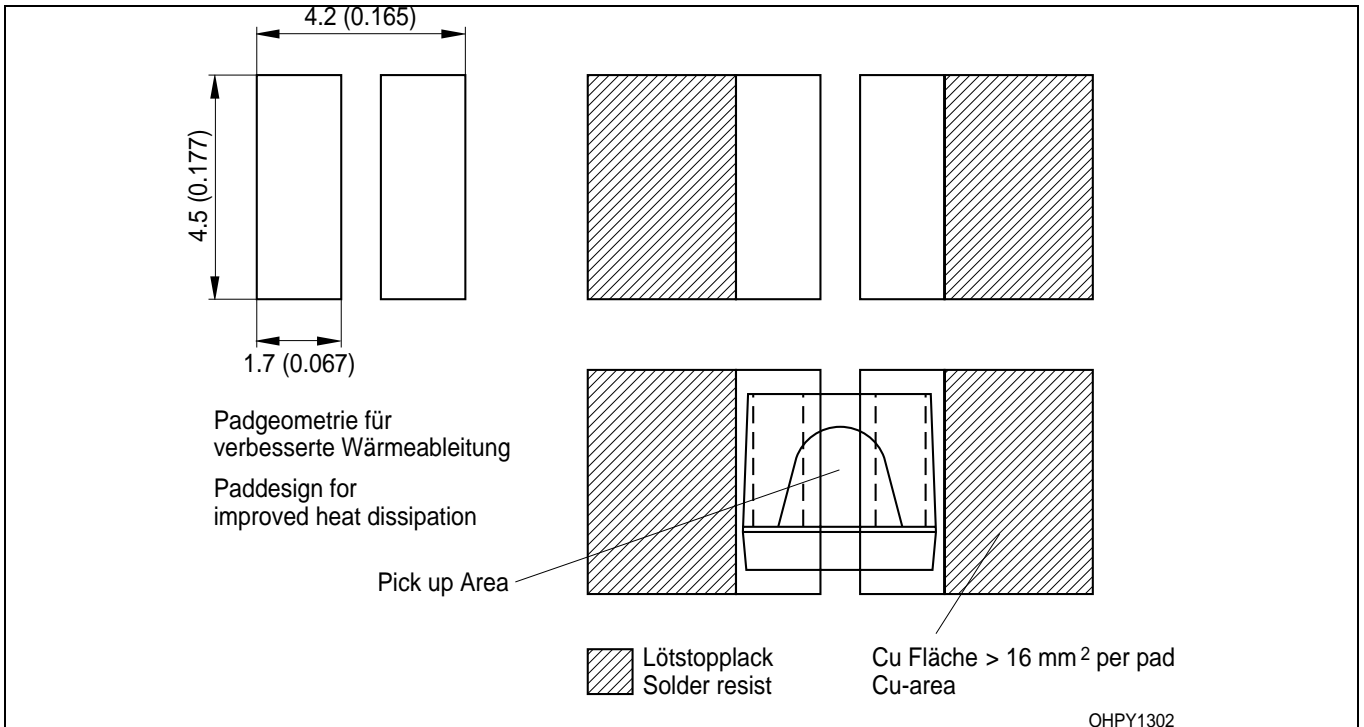 4.2 (0.165)
4.5 (0.177)
1.7 (0.067)
Padgeometrie für
verbesserte Wärmeableitung
Paddesign for
improved heat dissipation
Pick up Area
Lötstopplack
Solder resist
Cu Fläche > 16 mm 2 per pad
Cu-area
OHPY1302